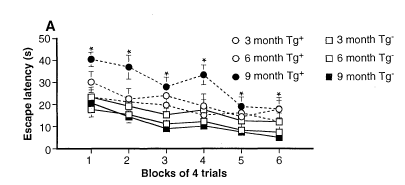 A
Escape latency (s)
50
40
30
20
10
0
3 month Tg+
6 month Tg+
9 month Tg+
3 month Tg-
6 month Tg-
9 month Tg-
* * * * * *
1 2 3 4 5 6
Blocks of 4 trials